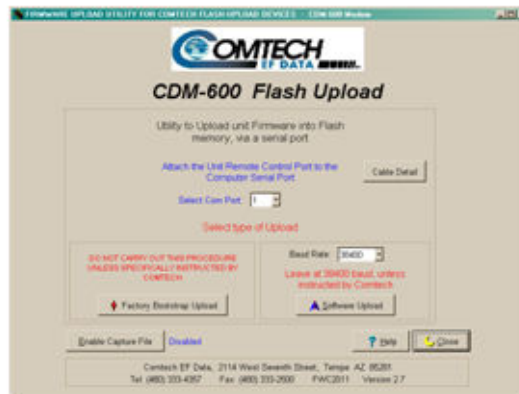 FIRMWARE UPLOAD UTILITY FOR COMTECH FLASH UPLOAD DEVICES - CDM-600 Modem
COMTECH
EF DATA
CDM-600 Flash Upload
Utility to Upload unit Firmware into Flash
memory, via a serial port
Attach the Unit Remote Control Port to the
Computer Serial Port
Cable Detail
Select Com Port: 1
Select type of Upload
DO NOT CARRY OUT THIS PROCEDURE
UNLESS SPECIFICALLY INSTRUCTED BY
COMTECH
Factory Bootstrap Upload
Baud Rate: 38400
Leave at 38400 baud, unless
instructed by Comtech
Software Upload
Enable Capture File
Disabled
Help
Close
Comtech EF Data, 2114 West Seventh Street, Tempe AZ 85281
Tel: (480) 333-4357 Fax: (480) 333-2500 FWC2011 Version 2.7